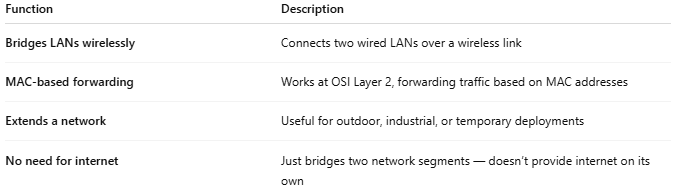 Function Description
Bridges LANs wirelessly Connects two wired LANs over a wireless link
MAC-based forwarding Works at OSI Layer 2, forwarding traffic based on MAC addresses
Extends a network Useful for outdoor, industrial, or temporary deployments
No need for internet Just bridges two network segments — doesn't provide internet on its
own